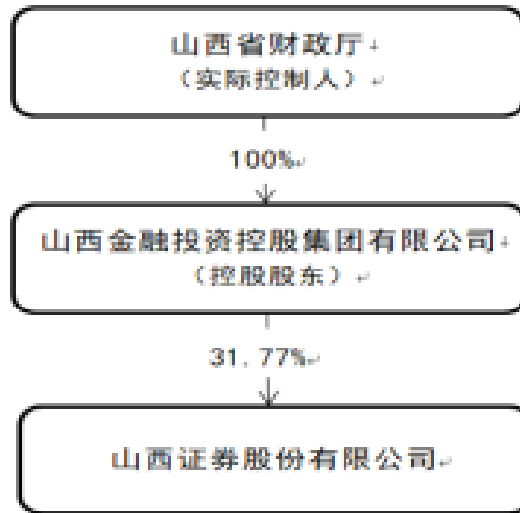 山西省财政厅
（实际控制人）
100%
山西金融投资控股集团有限公司
（控股股东）
31.77%
山西证券股份有限公司